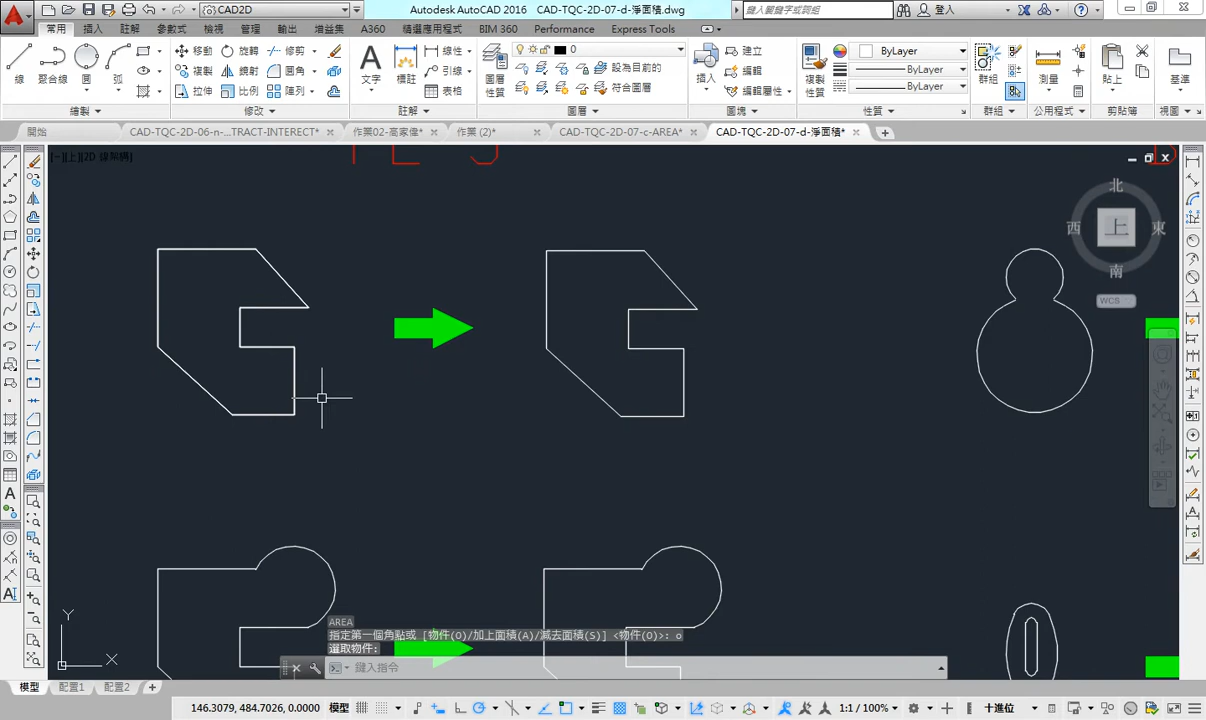 CAD2D
Autodesk AutoCAD 2016 CAD-TQC-2D-07-d-淨面積.dwg
鍵入關鍵字或詞組
登入
常用 插入 註解 參數式 檢視 管理 輸出 增益集 A360 精選應用 BIM 360 Performance Express Tools
線 聚合線 圓 弧
移動 旋轉 修剪
複製 鏡射 圓角
拉伸 比例 陣列
文字 標註
線性
引線
表格
圖層性質
0
設為目前的
符合圖層
插入
建立
編輯
編輯屬性
複製性質
ByLayer
ByLayer
ByLayer
群組 測量 貼上 基準
繪製 修改 註解 圖層 圖塊 性質 群組 公用程式 剪貼簿 視圖
開始 CAD-TQC-2D-06-n-...TRACT-INTERECT* 作業02-高家偉* 作業 (2)* CAD-TQC-2D-07-c-AREA* CAD-TQC-2D-07-d-淨面積*
[-][上][2D 線架構]
北
西 上 東
南
WCS
Y
X
AREA
指定第一個角點或 [物件(O)/加上面積(A)/減去面積(S)] <物件(O)>: o
選取物件:
鍵入指令
模型 配置1 配置2
146.3079, 484.7026, 0.0000 模型 1:1 / 100% 十進位